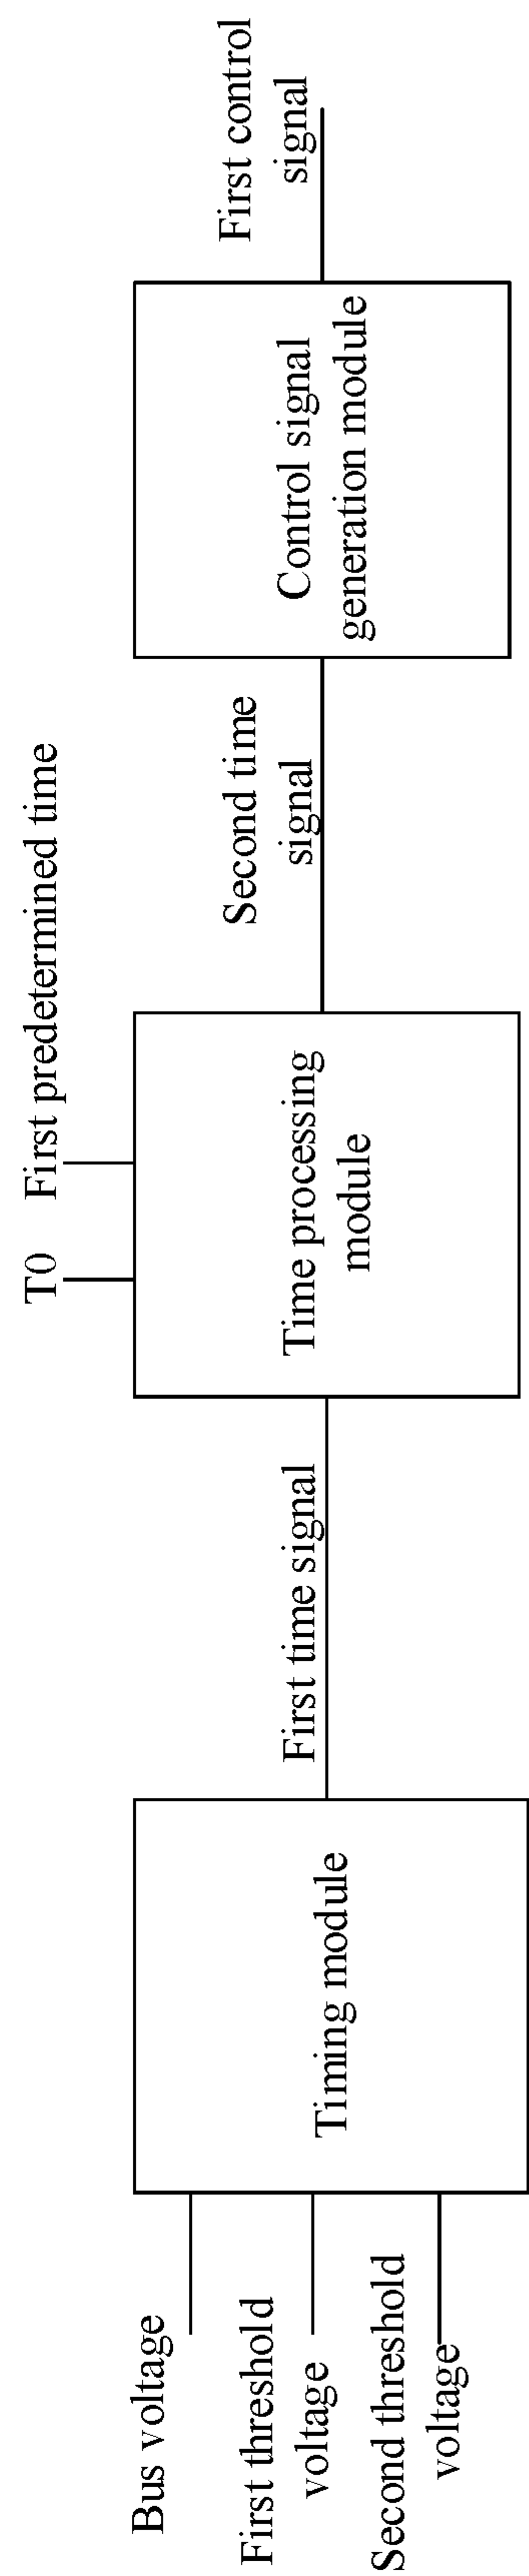 Bus voltage
First threshold
voltage
Second threshold
voltage
Timing module
First time signal
T0
First predetermined time
Time processing
module
Second time
signal
Control signal
generation module
First control
signal